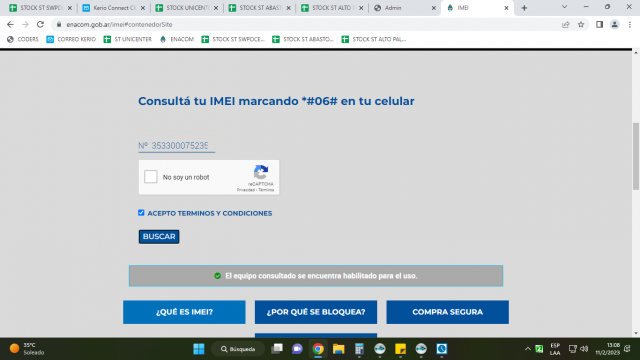 STOCK ST SWPOC
Kerio Connect Cl
STOCK UNICENT
STOCK ST ABAST
STOCK ST ALTO P
Admin
IMEI
enacom.gob.ar/imei#contenedorSite
CODERS
CORREO KERIO
ST UNICENTER
ENACOM
STOCK ST SWPOCE...
STOCK ST ABASTO...
STOCK ST ALTO PAL...
Consultá tu IMEI marcando *#06# en tu celular
Nº 353300075235
No soy un robot
reCAPTCHA
Privacidad - Términos
ACEPTO TERMINOS Y CONDICIONES
BUSCAR
El equipo consultado se encuentra habilitado para el uso.
¿QUÉ ES IMEI?
¿POR QUÉ SE BLOQUEA?
COMPRA SEGURA
35°C
Soleado
Búsqueda
ESP
LAA
13:08
11/2/2023